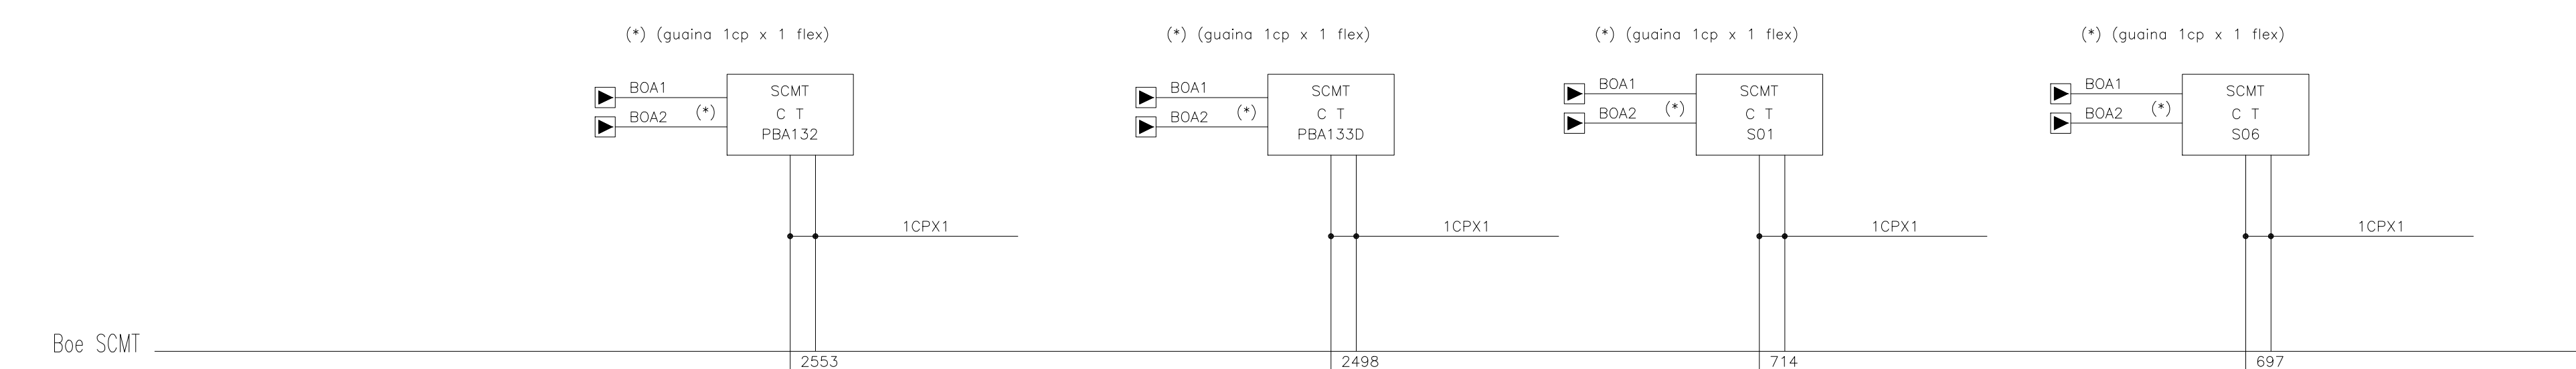 (*) (guaina 1cp x 1 flex)
BOA1
BOA2
(*)
SCMT
C T
PBA132
1CPX1
2553
(*) (guaina 1cp x 1 flex)
BOA1
BOA2
(*)
SCMT
C T
PBA133D
1CPX1
2498
(*) (guaina 1cp x 1 flex)
BOA1
BOA2
(*)
SCMT
C T
S01
1CPX1
714
(*) (guaina 1cp x 1 flex)
BOA1
BOA2
(*)
SCMT
C T
S06
1CPX1
697
Boe SCMT